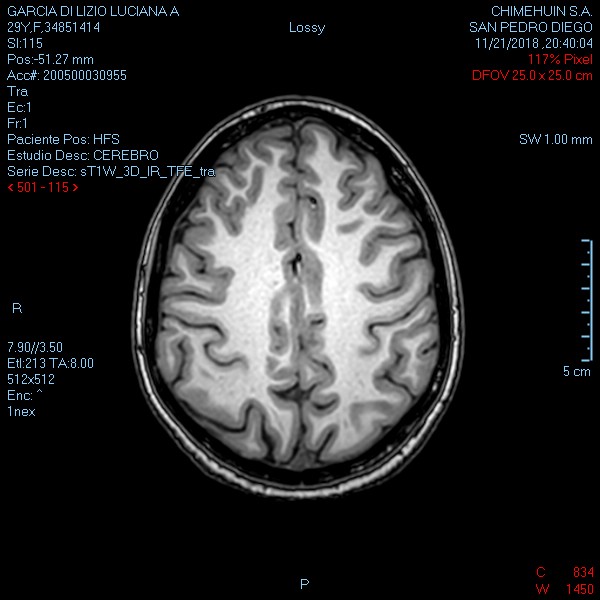 GARCIA DI LIZIO LUCIANA A
29Y,F,34851414
Sl:115
Pos:-51.27 mm
Acc#: 200500030955
Tra
Ec:1
Fr:1
Paciente Pos: HFS
Estudio Desc: CEREBRO
Serie Desc: sT1W_3D_IR_TFE_tra
< 501 - 115 >
Lossy
CHIMEHUIN S.A.
SAN PEDRO DIEGO
11/21/2018 ,20:40:04
117% Pixel
DFOV 25.0 x 25.0 cm
SW 1.00 mm
R
7.90//3.50
Etl:213 TA:8.00
512x512
Enc: ^
1nex
5 cm
P
C 834
W 1450